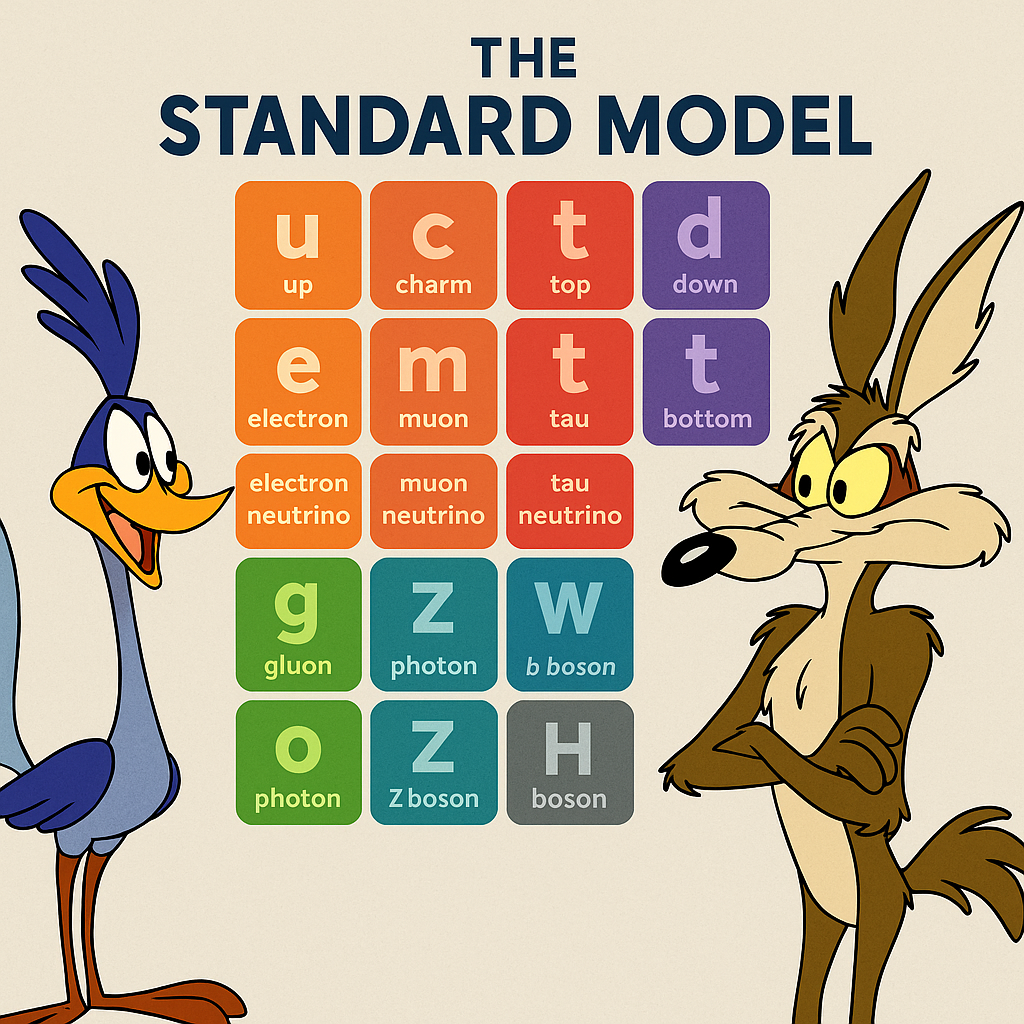 THE
STANDARD MODEL
u
up
c
charm
t
top
d
down
e
electron
m
muon
t
tau
t
bottom
electron
neutrino
muon
neutrino
tau
neutrino
g
gluon
Z
photon
W
b boson
o
photon
Z
Z boson
H
boson